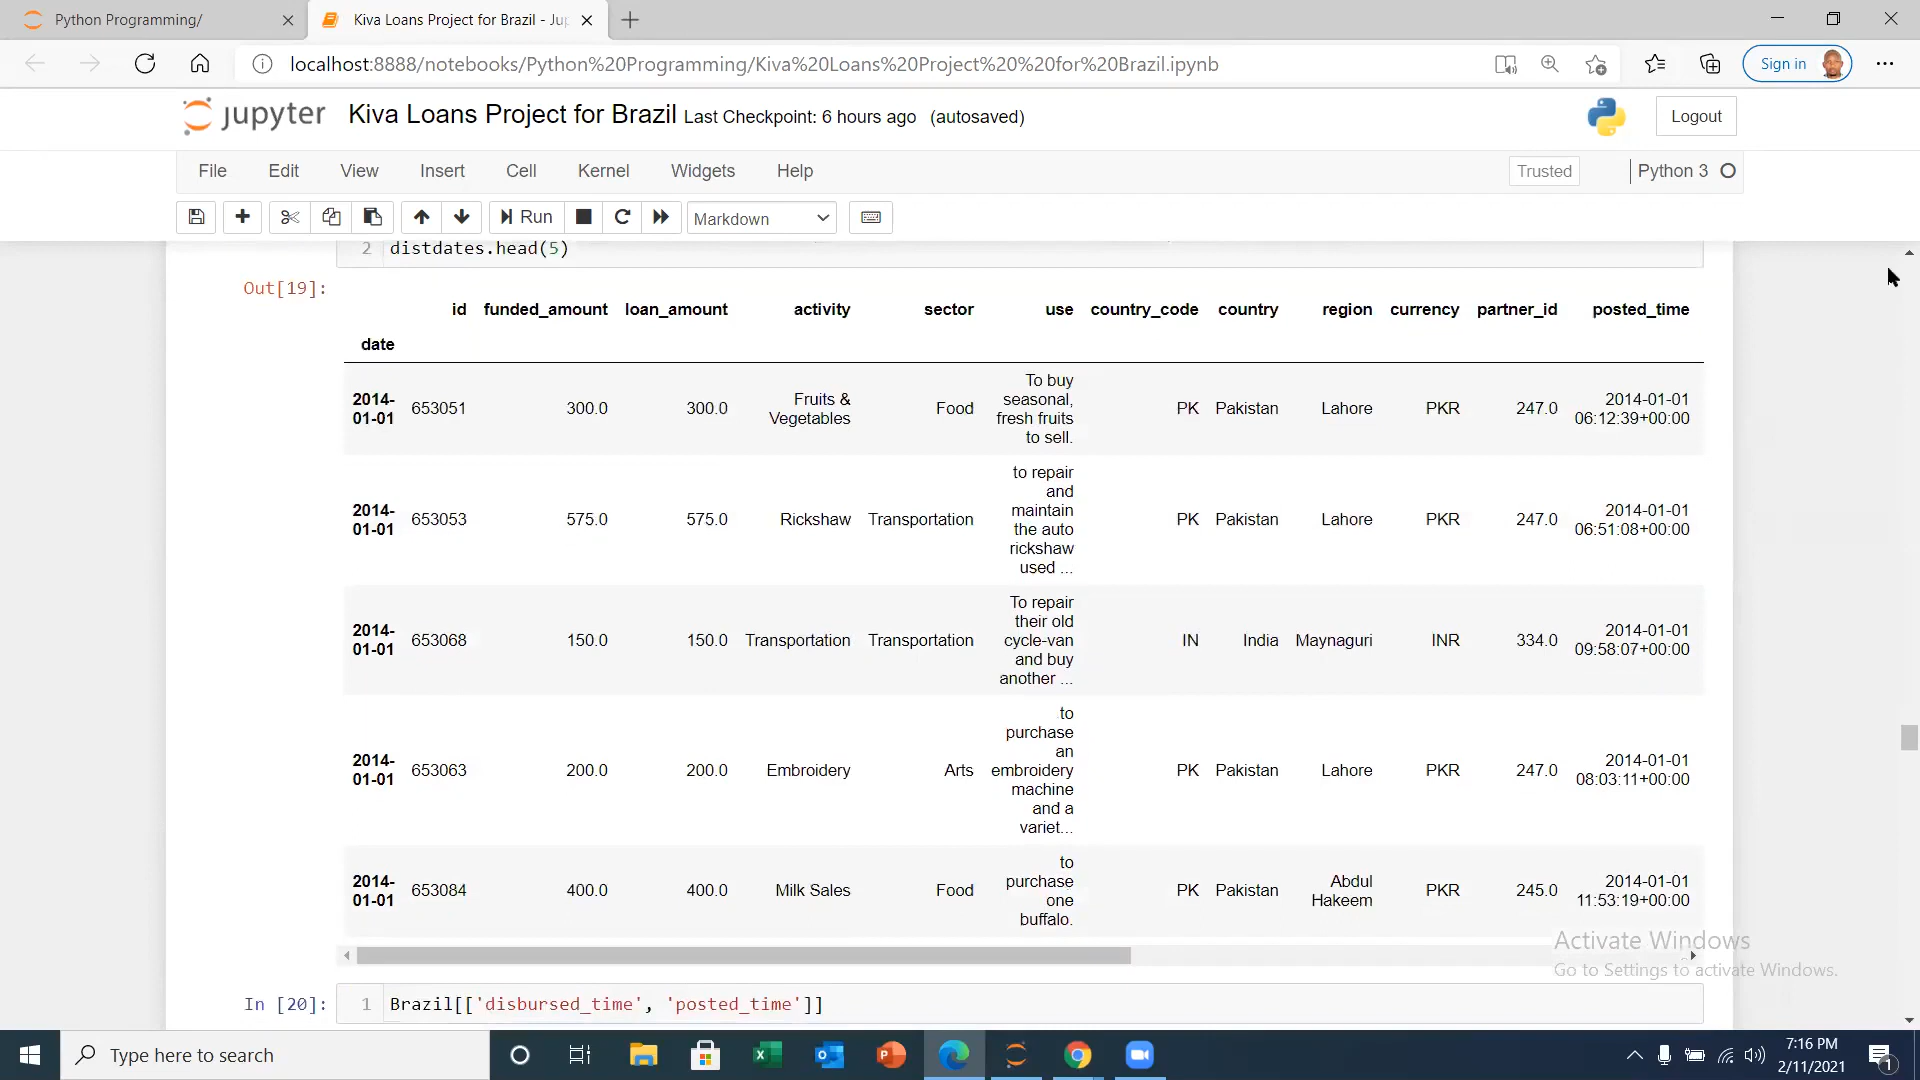 Python Programming/
Kiva Loans Project for Brazil - Ju
localhost:8888/notebooks/Python%20Programming/Kiva%20Loans%20Project%20%20for%20Brazil.ipynb
Sign in
jupyter Kiva Loans Project for Brazil Last Checkpoint: 6 hours ago (autosaved)
Logout
File Edit View Insert Cell Kernel Widgets Help
Trusted Python 3
Run Markdown
2 distdates.head(5)
Out[19]:
id funded_amount loan_amount activity sector use country_code country region currency partner_id posted_time
date
2014-01-01 653051 300.0 300.0 Fruits & Vegetables Food To buy seasonal, fresh fruits to sell. PK Pakistan Lahore PKR 247.0 2014-01-01 06:12:39+00:00
2014-01-01 653053 575.0 575.0 Rickshaw Transportation to repair and maintain the auto rickshaw used ... PK Pakistan Lahore PKR 247.0 2014-01-01 06:51:08+00:00
2014-01-01 653068 150.0 150.0 Transportation Transportation To repair their old cycle-van and buy another ... IN India Maynaguri INR 334.0 2014-01-01 09:58:07+00:00
2014-01-01 653063 200.0 200.0 Embroidery Arts to purchase an embroidery machine and a variet... PK Pakistan Lahore PKR 247.0 2014-01-01 08:03:11+00:00
2014-01-01 653084 400.0 400.0 Milk Sales Food to purchase one buffalo. PK Pakistan Abdul Hakeem PKR 245.0 2014-01-01 11:53:19+00:00
Activate Windows
Go to Settings to activate Windows.
In [20]: 1 Brazil[['disbursed_time', 'posted_time']]
Type here to search
7:16 PM
2/11/2021
1